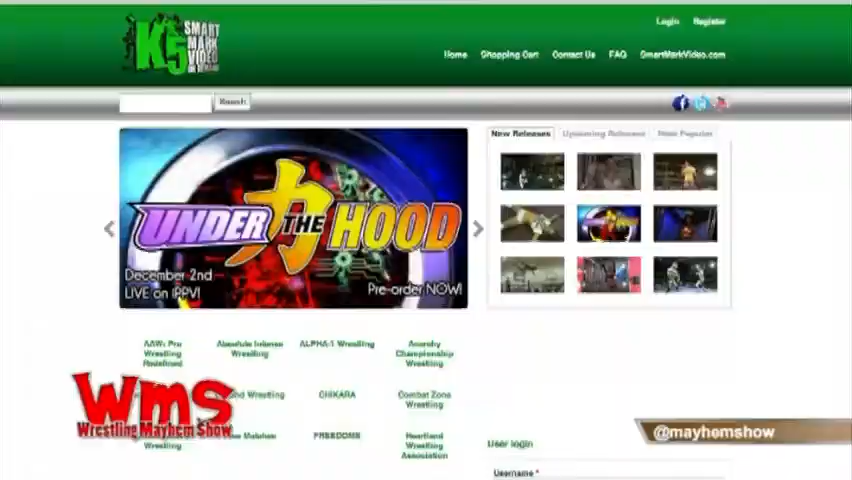 Login Register
K5 SMART MARK VIDEO
Home Shopping Cart Contact Us FAQ SmartMarkVideo.com
Search
New Releases Upcoming Releases Most Popular
UNDER THE 力 HOOD
December 2nd
LIVE on iPPV!
Pre-order NOW!
AAW: Pro Wrestling Redefined
Absolute Intense Wrestling
ALPHA-1 Wrestling
Anarchy Championship Wrestling
Wrestling
CHIKARA
Combat Zone Wrestling
Wrestling
FREEDOMS
Heartland Wrestling Association
wms
Wrestling Mayhem Show
@mayhemshow
User login
Username *